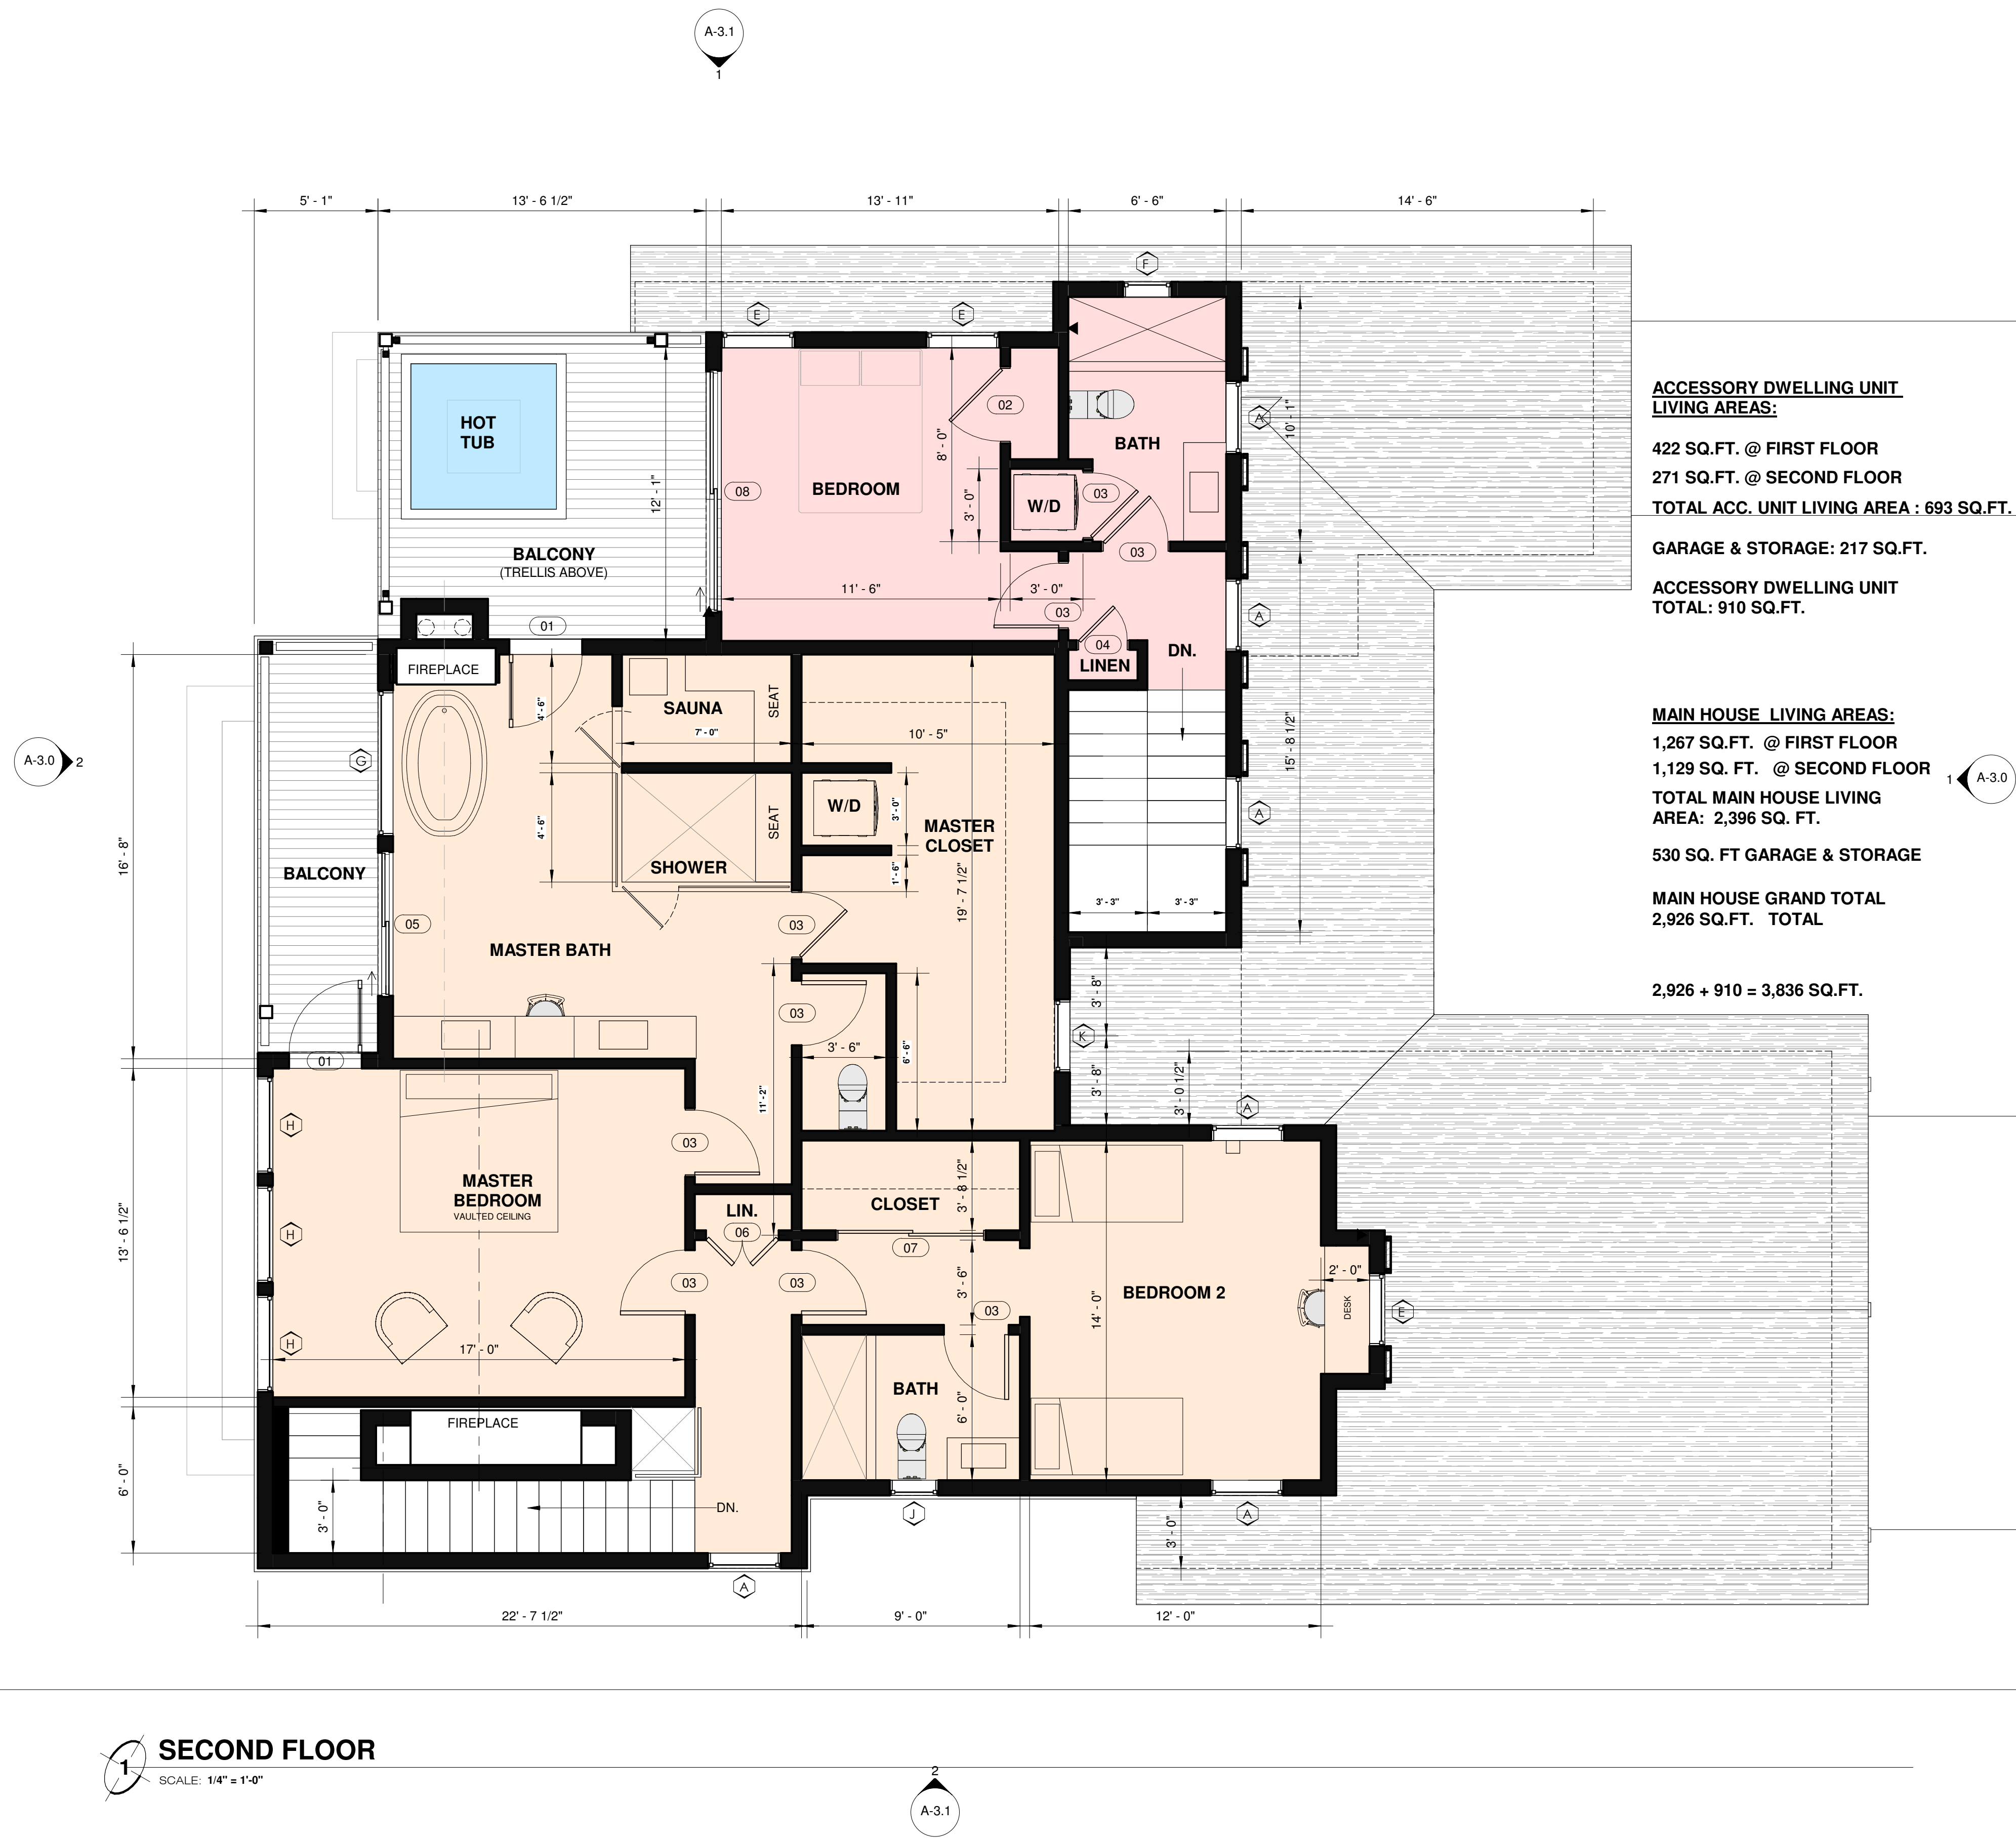 A-3.1
1
5' - 1"
13' - 6 1/2"
13' - 11"
6' - 6"
14' - 6"
F
E
E
HOT
TUB
12' - 1"
08
BEDROOM
8' - 0"
02
BATH
A
10' - 1"
3' - 0"
W/D
03
03
BALCONY
(TRELLIS ABOVE)
11' - 6"
3' - 0"
03
A
01
04
LINEN
DN.
FIREPLACE
4' - 6"
SAUNA
SEAT
7' - 0"
10' - 5"
15' - 8 1/2"
A-3.0
2
G
16' - 8"
BALCONY
4' - 6"
SEAT
SHOWER
W/D
3' - 0"
MASTER
CLOSET
1' - 6"
19' - 7 1/2"
A
3' - 3"
3' - 3"
05
MASTER BATH
03
03
3' - 6"
6' - 6"
11' - 2"
3' - 8"
K
3' - 8"
3' - 0 1/2"
A
01
H
H
H
13' - 6 1/2"
MASTER
BEDROOM
VAULTED CEILING
17' - 0"
03
LIN.
06
03
03
CLOSET
3' - 8 1/2"
07
3' - 6"
03
BEDROOM 2
14' - 0"
2' - 0"
DESK
E
BATH
6' - 0"
FIREPLACE
6' - 0"
3' - 0"
DN.
J
A
3' - 0"
A
22' - 7 1/2"
9' - 0"
12' - 0"
ACCESSORY DWELLING UNIT
LIVING AREAS:
422 SQ.FT. @ FIRST FLOOR
271 SQ.FT. @ SECOND FLOOR
TOTAL ACC. UNIT LIVING AREA : 693 SQ.FT.
GARAGE & STORAGE: 217 SQ.FT.
ACCESSORY DWELLING UNIT
TOTAL: 910 SQ.FT.
MAIN HOUSE LIVING AREAS:
1,267 SQ.FT. @ FIRST FLOOR
1,129 SQ. FT. @ SECOND FLOOR
TOTAL MAIN HOUSE LIVING
AREA: 2,396 SQ. FT.
530 SQ. FT GARAGE & STORAGE
MAIN HOUSE GRAND TOTAL
2,926 SQ.FT. TOTAL
2,926 + 910 = 3,836 SQ.FT.
1
A-3.0
1
SECOND FLOOR
SCALE: 1/4" = 1'-0"
2
A-3.1